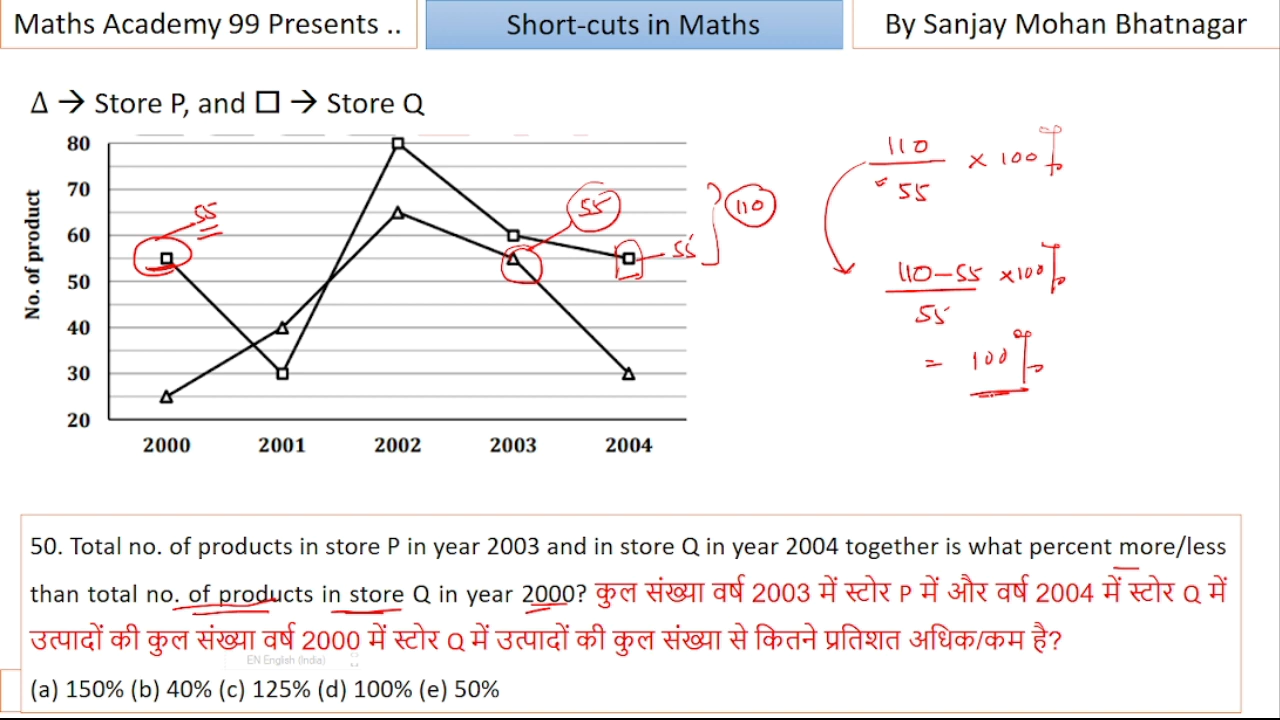 Maths Academy 99 Presents ..
Short-cuts in Maths
By Sanjay Mohan Bhatnagar
Δ → Store P, and □ → Store Q
No. of product
80
70
60
50
40
30
20
2000 2001 2002 2003 2004
55
55
55
110
110
55
× 100%
110-55 ×100%
55
= 100%
50. Total no. of products in store P in year 2003 and in store Q in year 2004 together is what percent more/less
than total no. of products in store Q in year 2000? कुल संख्या वर्ष 2003 में स्टोर P में और वर्ष 2004 में स्टोर Q में
उत्पादों की कुल संख्या वर्ष 2000 में स्टोर Q में उत्पादों की कुल संख्या से कितने प्रतिशत अधिक/कम है?
EN English (India)
(a) 150% (b) 40% (c) 125% (d) 100% (e) 50%